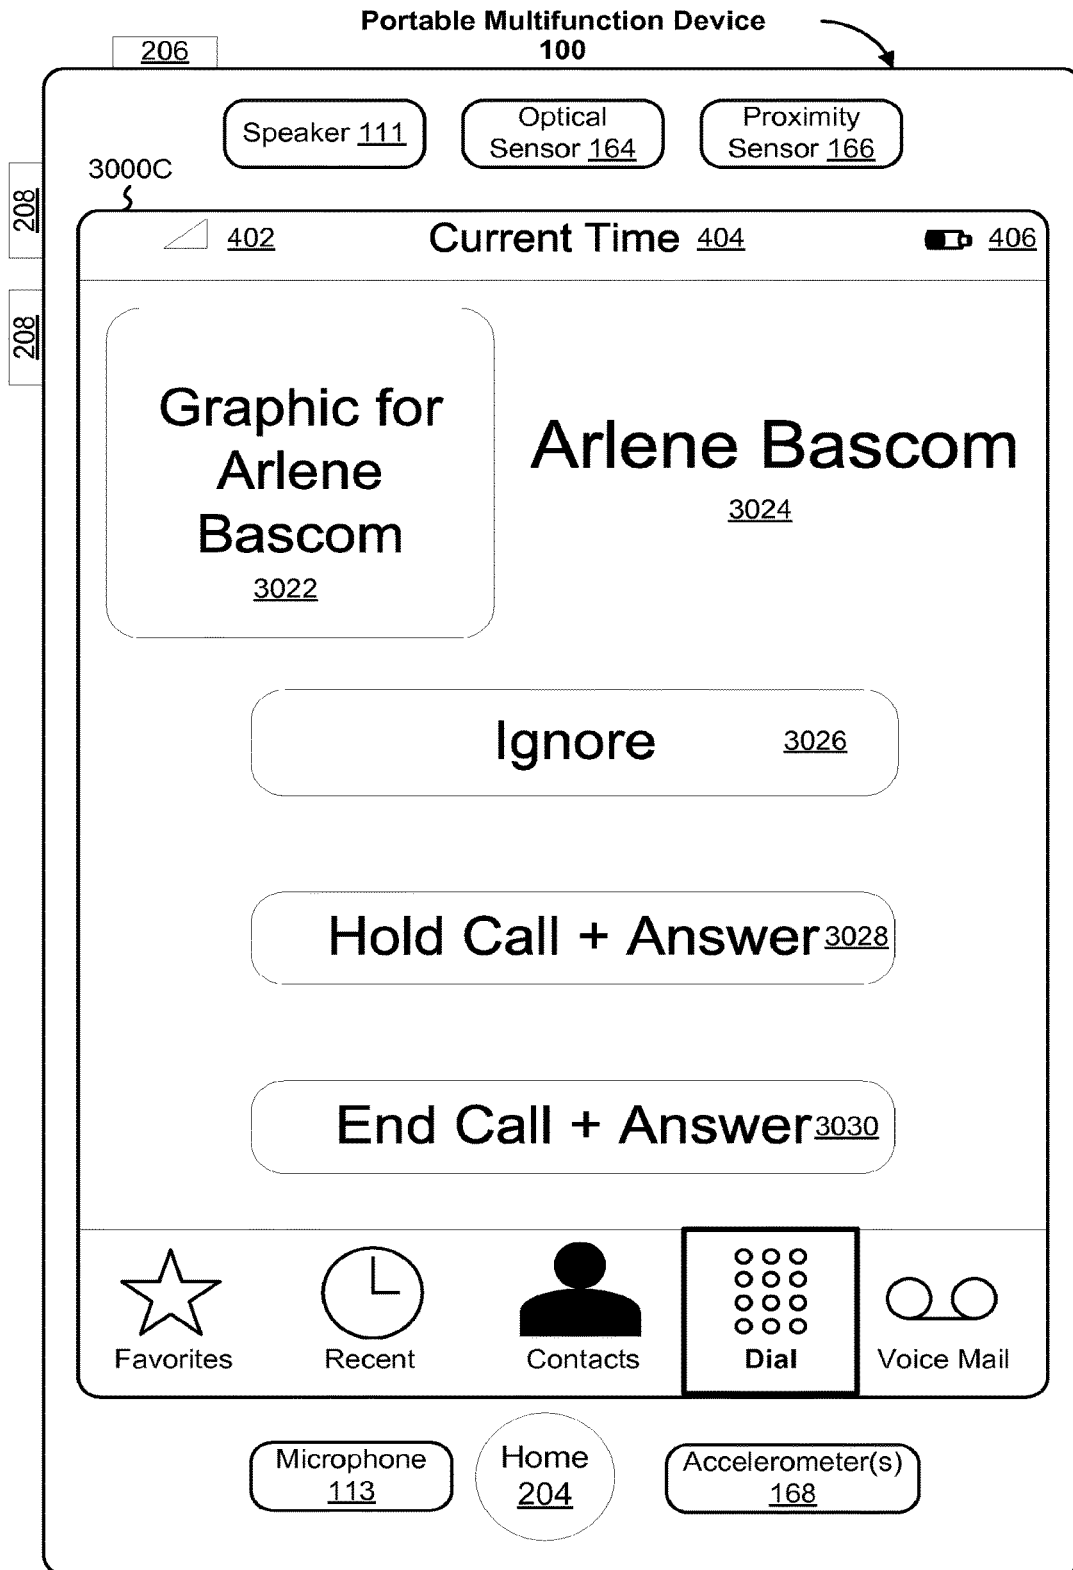 Portable Multifunction Device
100
206
Speaker 111
Optical
Sensor 164
Proximity
Sensor 166
3000C
208
208
402
Current Time 404
406
Graphic for
Arlene
Bascom
3022
Arlene Bascom
3024
Ignore 3026
Hold Call + Answer 3028
End Call + Answer 3030
Favorites
Recent
Contacts
Dial
Voice Mail
Microphone
113
Home
204
Accelerometer(s)
168